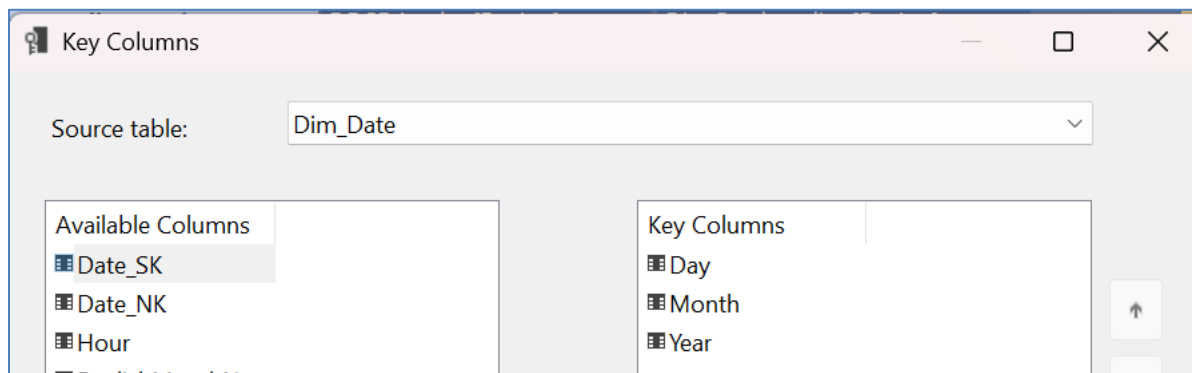 Key Columns
Source table:
Dim_Date
Available Columns
Date_SK
Date_NK
Hour
Key Columns
Day
Month
Year